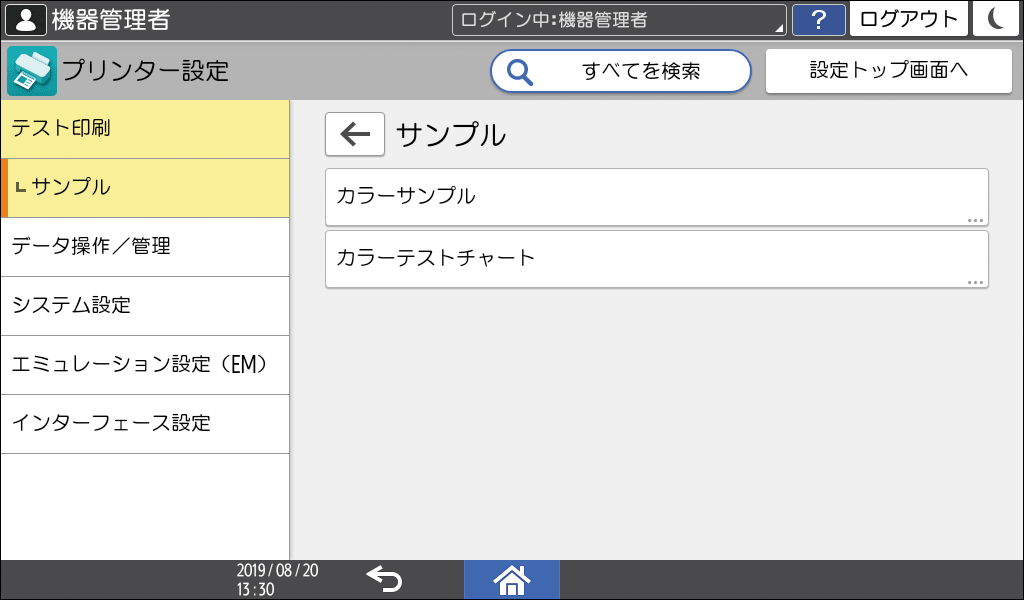 機器管理者
ログイン中:機器管理者
?
ログアウト
プリンター設定
すべてを検索
設定トップ画面へ
テスト印刷
サンプル
データ操作／管理
システム設定
エミュレーション設定（EM）
インターフェース設定
サンプル
カラーサンプル
...
カラーテストチャート
...
2019/08/20
13:30